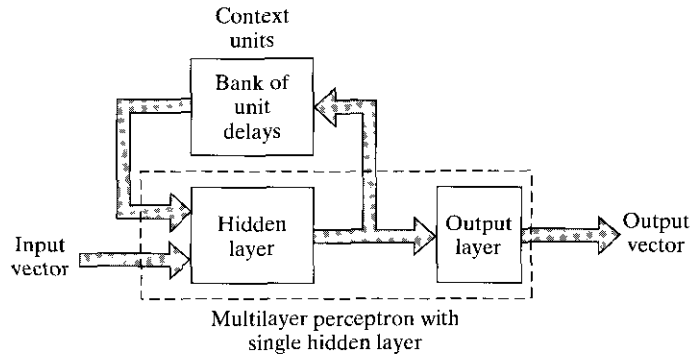 Context
units
Bank of
unit
delays
Hidden
layer
Output
layer
Output
vector
Input
vector
Multilayer perceptron with
single hidden layer